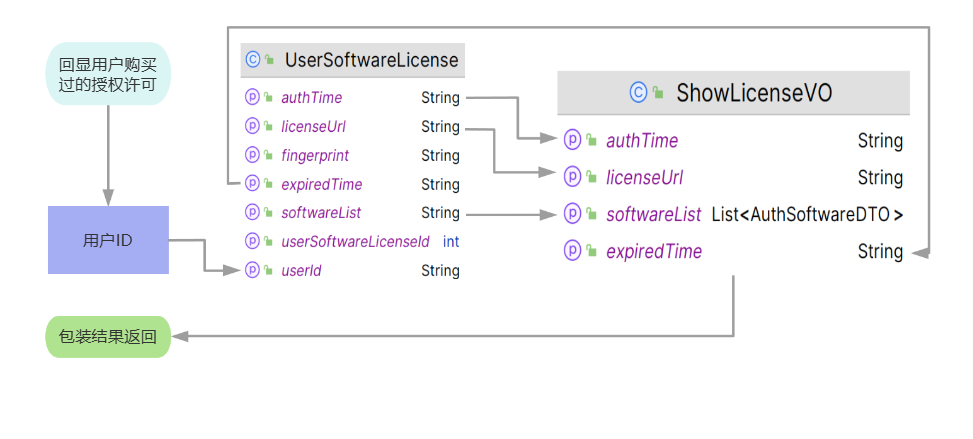 回显用户购买
过的授权许可
用户ID
包装结果返回
C UserSoftwareLicense
p authTime String
p licenseUrl String
p fingerprint String
p expiredTime String
p softwareList String
p userSoftwareLicenseId int
p userId String
C ShowLicenseVO
p authTime String
p licenseUrl String
p softwareList List<AuthSoftwareDTO>
p expiredTime String